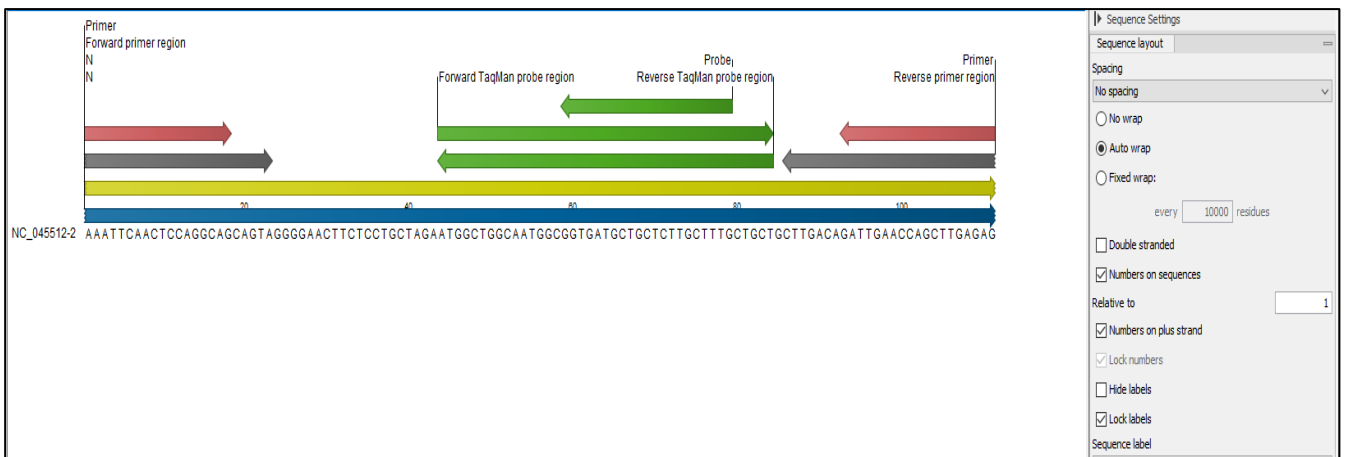 Primer
Forward primer region
N
N
Forward TaqMan probe region
Probe
Reverse TaqMan probe region
Primer
Reverse primer region
20 40 60 80 100
NC_045512-2 AAATTCAACTCCAGGCAGCAGTAGGGGAACTTCTCCTGCTAGAATGGCTGGCAATGGCGGTGATGCTGCTCTTGCTTTGCTGCTGCTTGACAGATTGAACCAGCTTGAGAG
Sequence Settings
Sequence layout
Spacing
No spacing
No wrap
Auto wrap
Fixed wrap:
every 10000 residues
Double stranded
Numbers on sequences
Relative to 1
Numbers on plus strand
Lock numbers
Hide labels
Lock labels
Sequence label